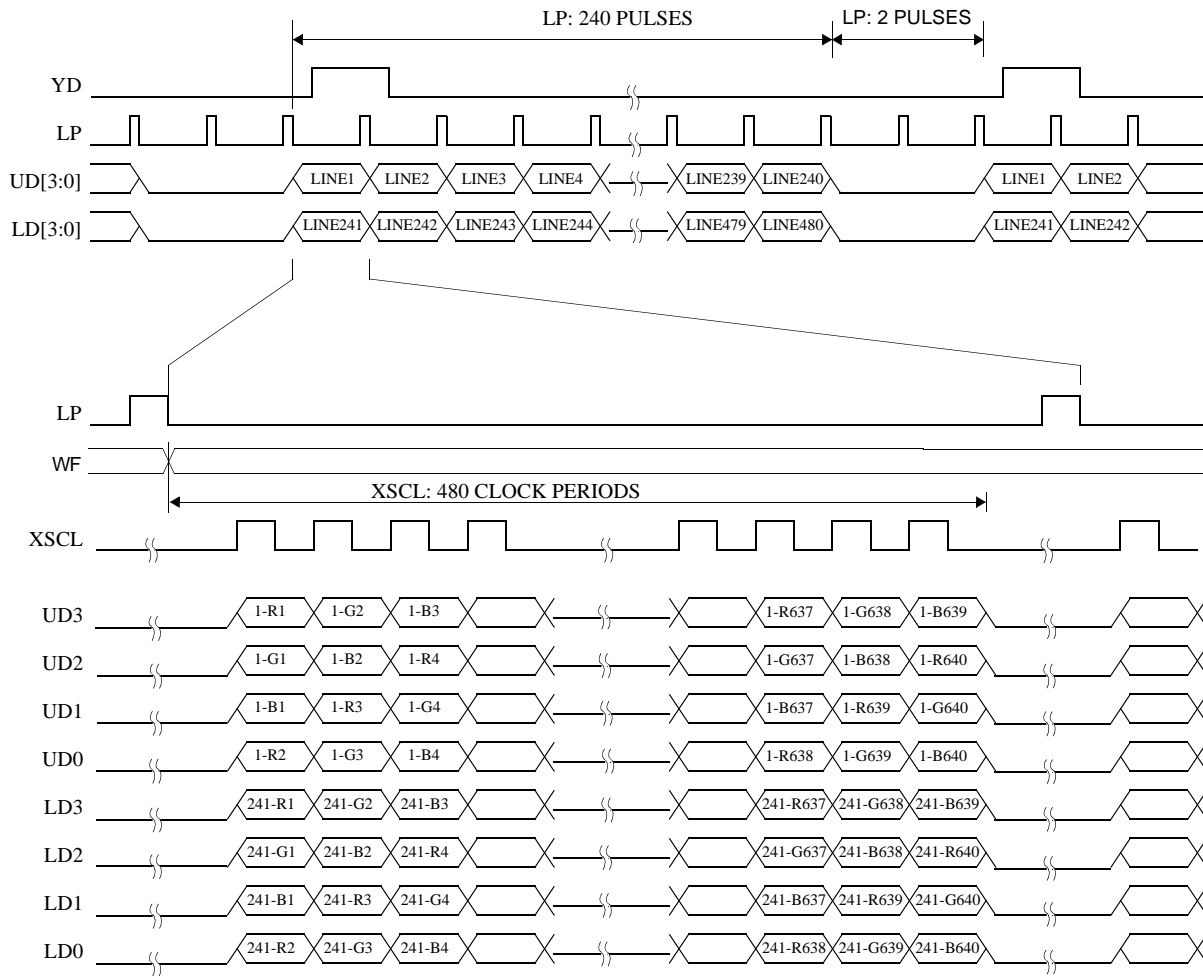 LP: 240 PULSES LP: 2 PULSES
YD
LP
UD[3:0] LINE1 LINE2 LINE3 LINE4 LINE239 LINE240 LINE1 LINE2
LD[3:0] LINE241 LINE242 LINE243 LINE244 LINE479 LINE480 LINE241 LINE242
LP
WF
XSCL: 480 CLOCK PERIODS
XSCL
UD3 1-R1 1-G2 1-B3 1-R637 1-G638 1-B639
UD2 1-G1 1-B2 1-R4 1-G637 1-B638 1-R640
UD1 1-B1 1-R3 1-G4 1-B637 1-R639 1-G640
UD0 1-R2 1-G3 1-B4 1-R638 1-G639 1-B640
LD3 241-R1 241-G2 241-B3 241-R637 241-G638 241-B639
LD2 241-G1 241-B2 241-R4 241-G637 241-B638 241-R640
LD1 241-B1 241-R3 241-G4 241-B637 241-R639 241-G640
LD0 241-R2 241-G3 241-B4 241-R638 241-G639 241-B640